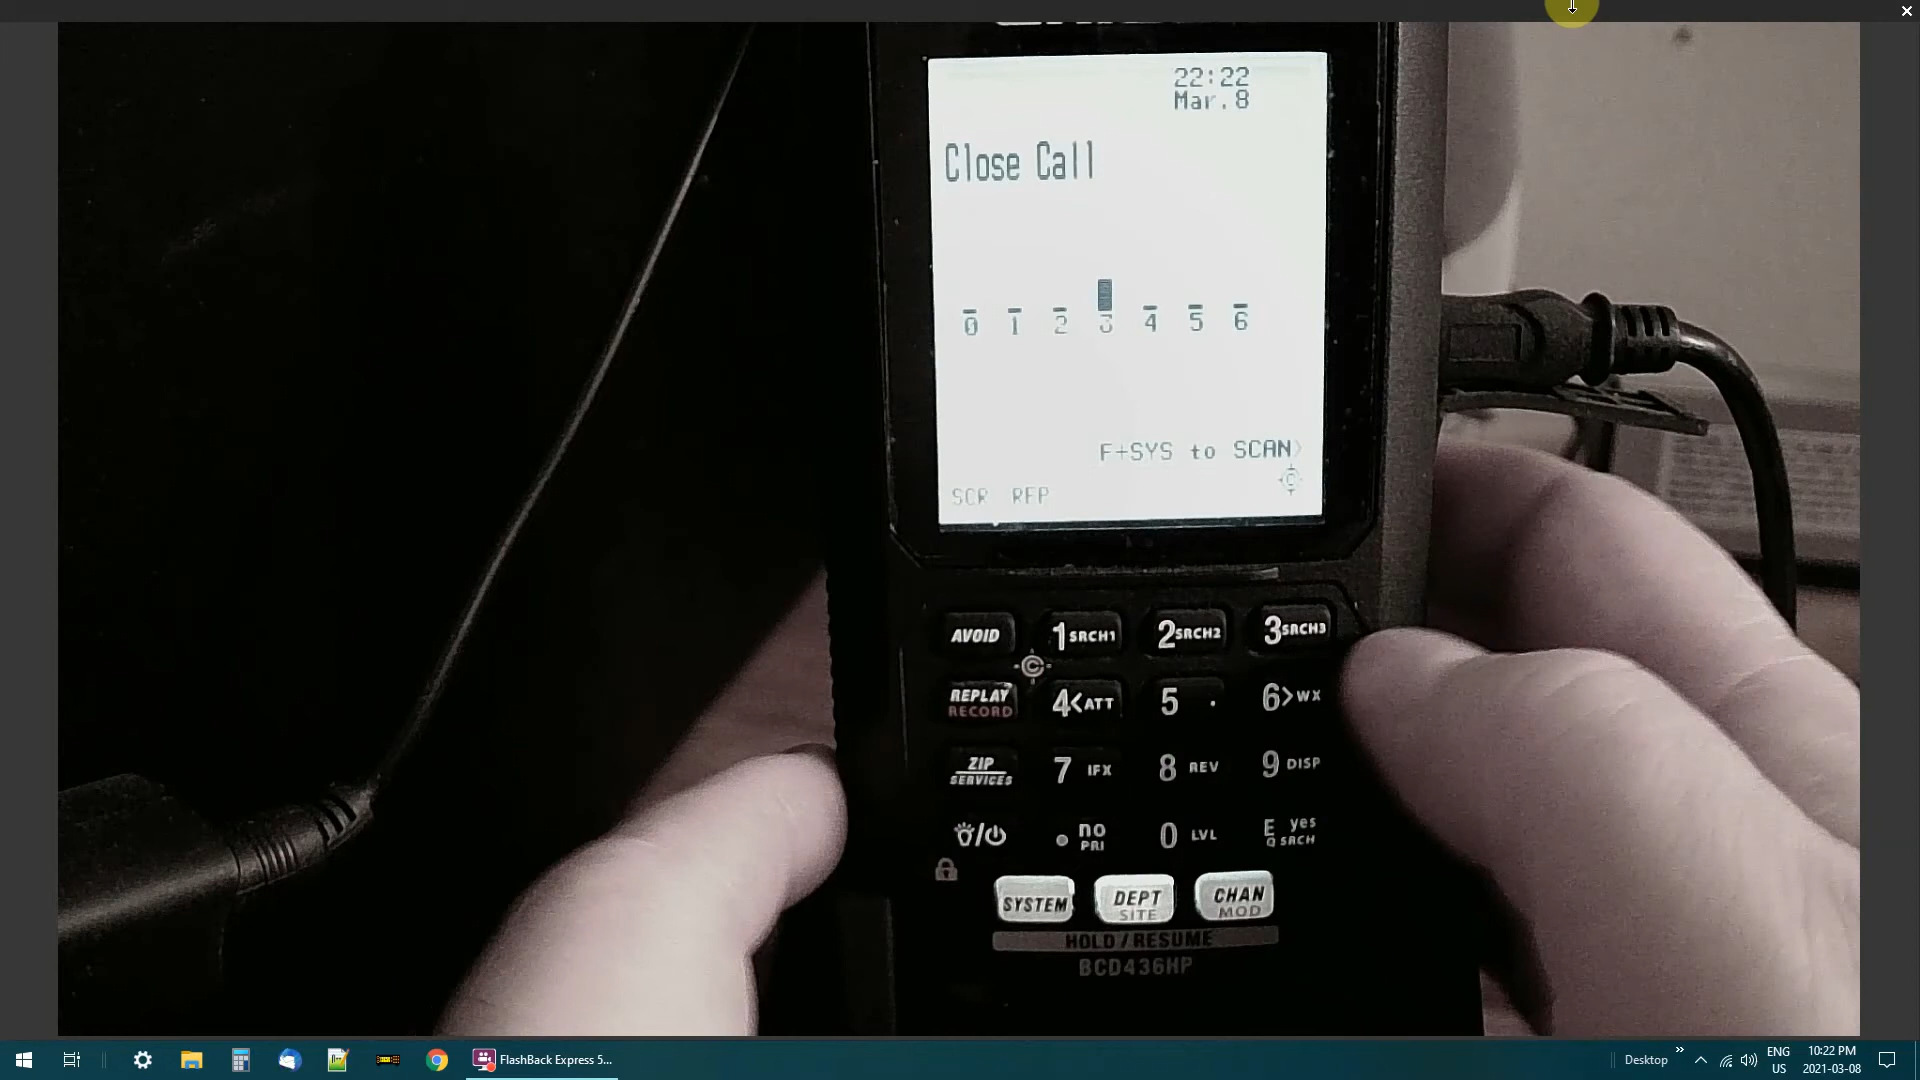 22:22
Mar. 8
Close Call
0 1 2 3 4 5 6
F+SYS to SCAN
SCR REP
AVOID 1 SRCH1 2 SRCH2 3 SRCH3
C
REPLAY RECORD 4<ATT 5 . 6>WX
ZIP SERVICES 7 IFX 8 REV 9 DISP
no PRI 0 LVL E yes SRCH
SYSTEM DEPT SITE CHAN MOD
HOLD / RESUME
BCD436HP
FlashBack Express 5...
Desktop
ENG
US
10:22 PM
2021-03-08